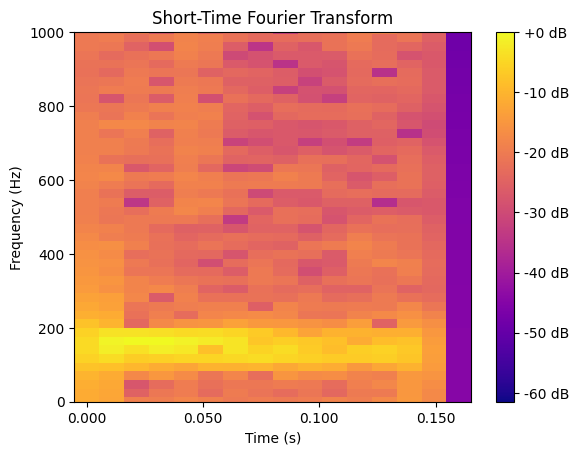 Short-Time Fourier Transform
1000
800
600
400
200
0
Frequency (Hz)
0.000
0.050
0.100
0.150
Time (s)
+0 dB
-10 dB
-20 dB
-30 dB
-40 dB
-50 dB
-60 dB